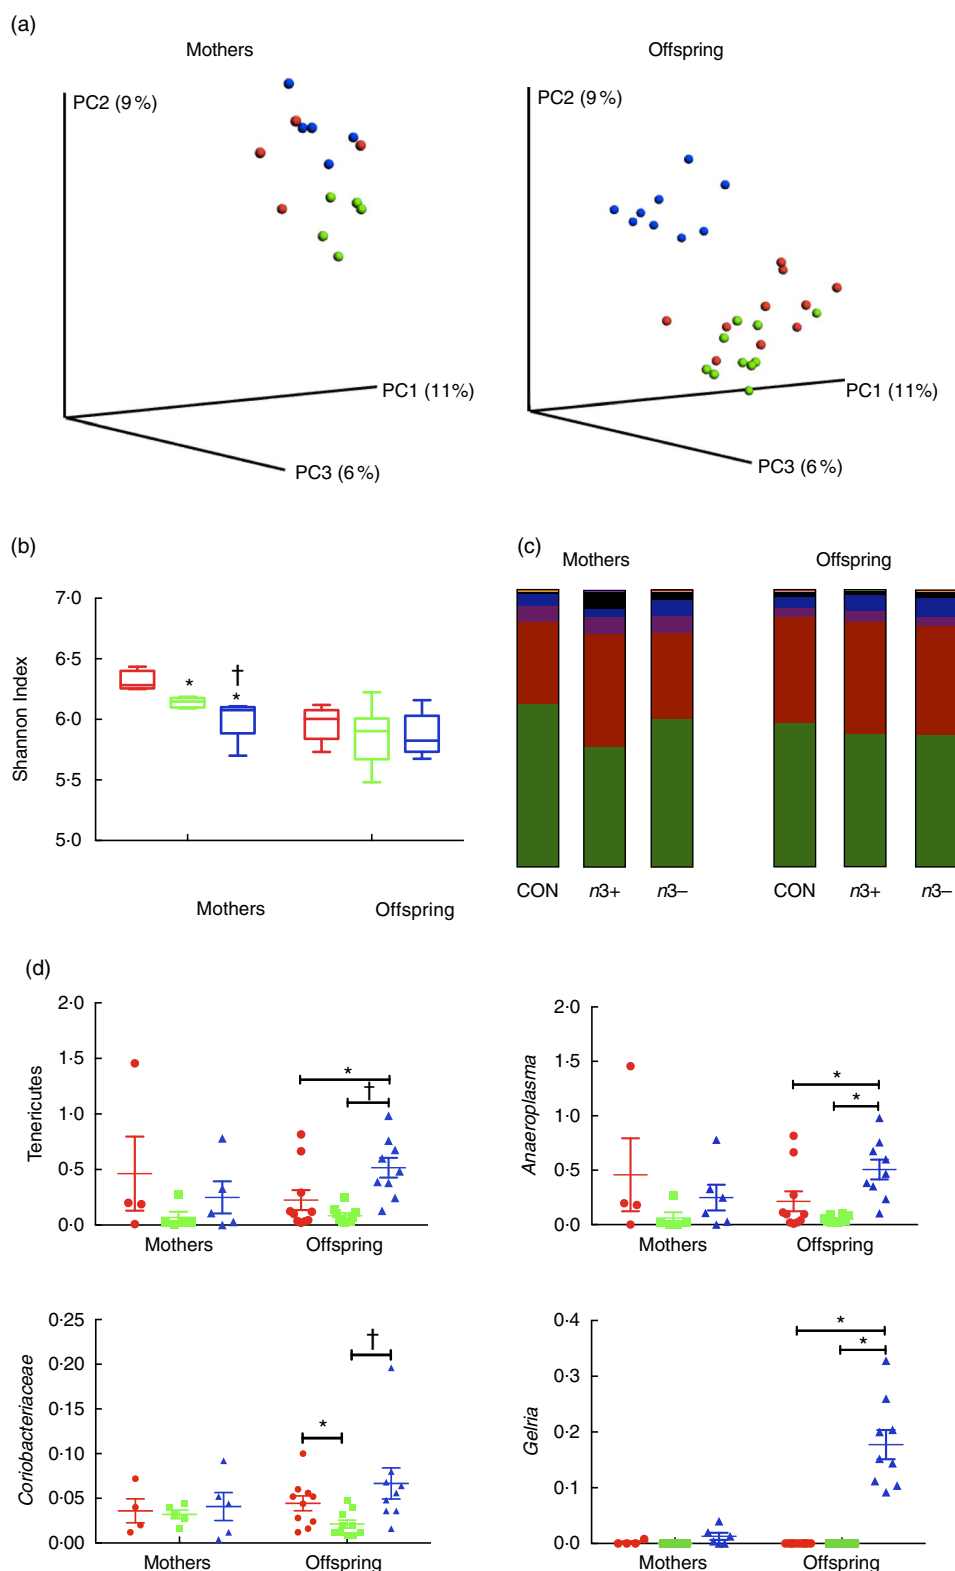 (a)
Mothers
Offspring
PC2 (9 %)
PC2 (9 %)
PC1 (11%)
PC1 (11%)
PC3 (6 %)
PC3 (6 %)
(b)
(c)
Mothers
Offspring
7·0
6·5
6·0
5·5
5·0
Shannon Index
*
†
*
Mothers
Offspring
CON
n3+
n3–
CON
n3+
n3–
(d)
2·0
1·5
1·0
0·5
0·0
Tenericutes
*
†
Mothers
Offspring
2·0
1·5
1·0
0·5
0·0
Anaeroplasma
*
*
Mothers
Offspring
0·25
0·20
0·15
0·10
0·05
0·00
Coriobacteriaceae
*
†
Mothers
Offspring
0·4
0·3
0·2
0·1
0·0
Gelria
*
*
Mothers
Offspring